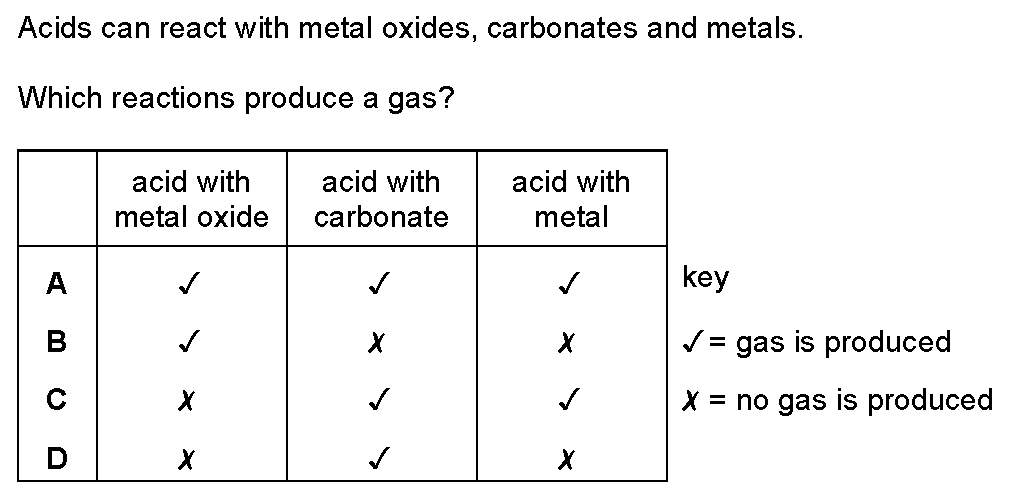 Acids can react with metal oxides, carbonates and metals.
Which reactions produce a gas?
acid with metal oxide acid with carbonate acid with metal
A ✓ ✓ ✓
B ✓ ✗ ✗
C ✗ ✓ ✓
D ✗ ✓ ✗
key
✓= gas is produced
✗ = no gas is produced